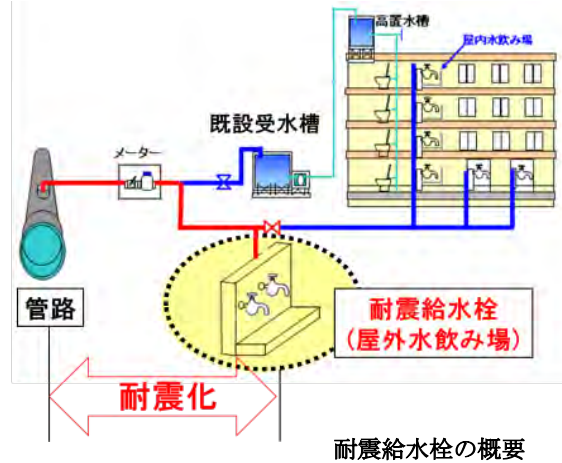 高置水槽
屋内水飲み場
既設受水槽
メーター
管路
耐震給水栓
(屋外水飲み場)
耐震化
耐震給水栓の概要